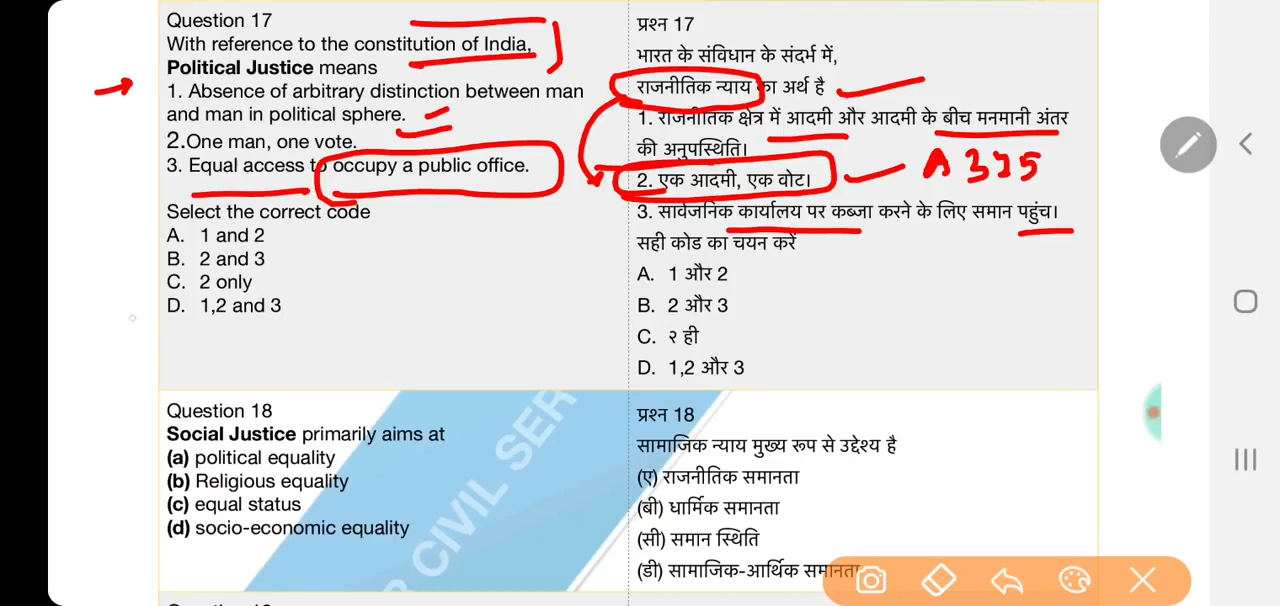 Question 17
With reference to the constitution of India,
Political Justice means
1. Absence of arbitrary distinction between man
and man in political sphere.
2.One man, one vote.
3. Equal access to occupy a public office.
Select the correct code
A. 1 and 2
B. 2 and 3
C. 2 only
D. 1,2 and 3
प्रश्न 17
भारत के संविधान के संदर्भ में,
राजनीतिक न्याय का अर्थ है
1. राजनीतिक क्षेत्र में आदमी और आदमी के बीच मनमानी अंतर
की अनुपस्थिति।
2. एक आदमी, एक वोट।
A 325
3. सार्वजनिक कार्यालय पर कब्जा करने के लिए समान पहुंच।
सही कोड का चयन करें
A. 1 और 2
B. 2 और 3
C. २ ही
D. 1,2 और 3
Question 18
Social Justice primarily aims at
(a) political equality
(b) Religious equality
(c) equal status
(d) socio-economic equality
प्रश्न 18
सामाजिक न्याय मुख्य रूप से उद्देश्य है
(ए) राजनीतिक समानता
(बी) धार्मिक समानता
(सी) समान स्थिति
(डी) सामाजिक-आर्थिक समानता
CIVIL SER